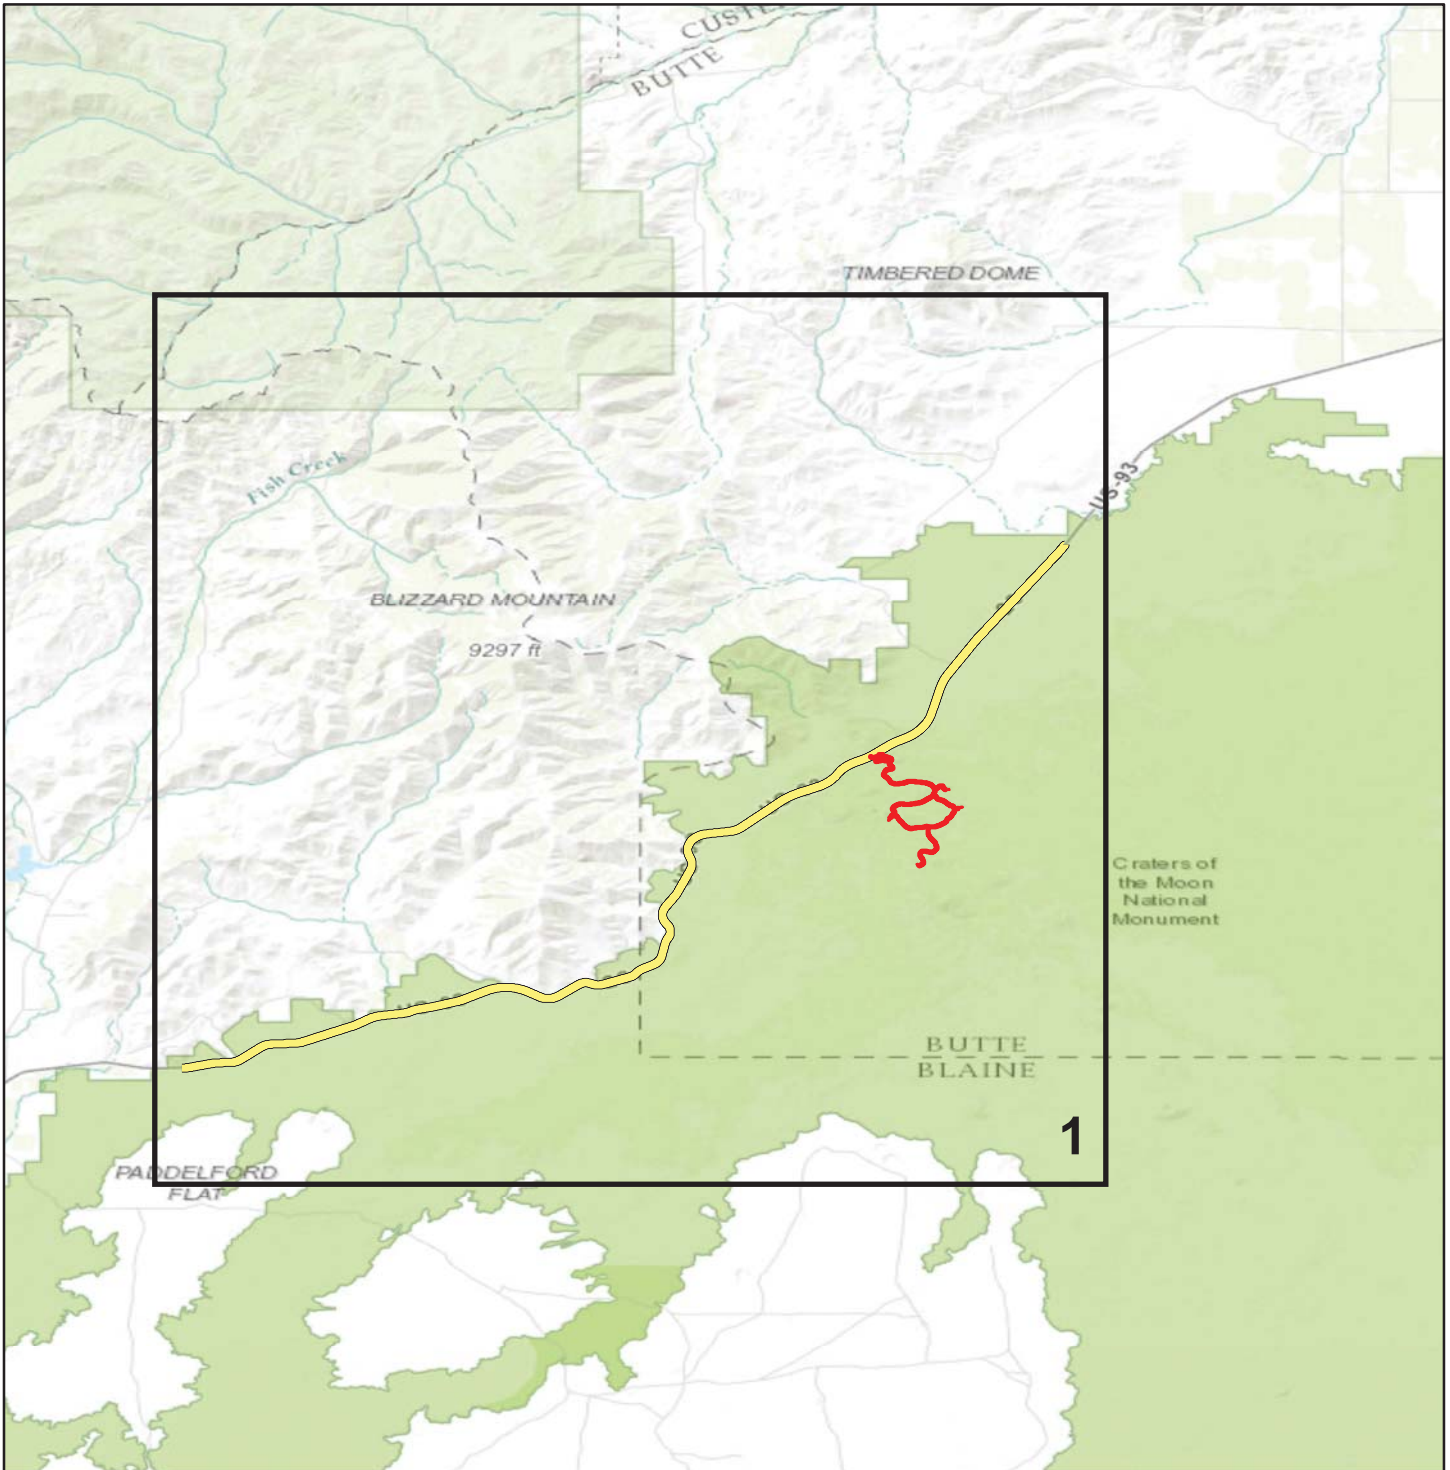 CUSTE
BUTTE
TIMBERED DOME
Fish Creek
US-93
BLIZZARD MOUNTAIN
9297 ft
Craters of
the Moon
National
Monument
BUTTE
BLAINE
1
PADDELFORD
FLAT